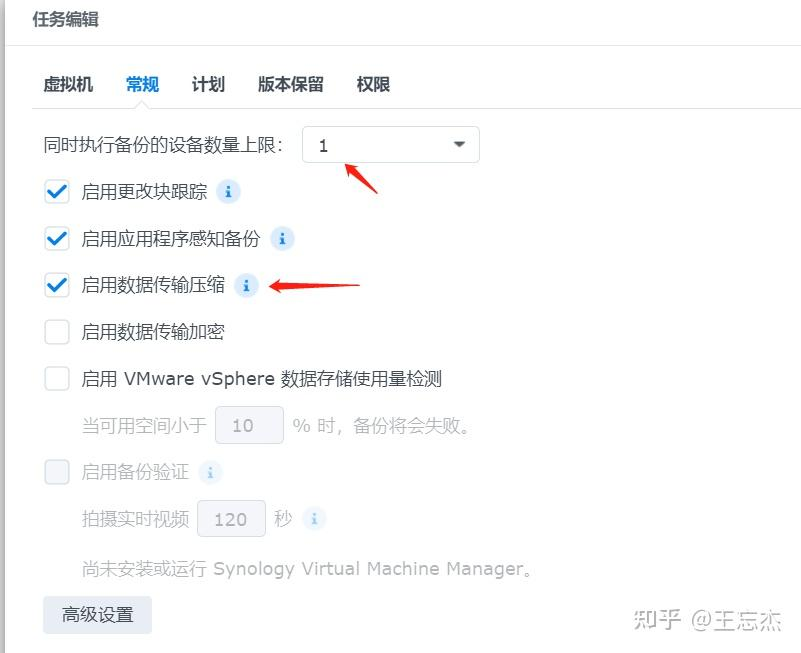 任务编辑
虚拟机 常规 计划 版本保留 权限
同时执行备份的设备数量上限： 1
启用更改块跟踪
启用应用程序感知备份
启用数据传输压缩
启用数据传输加密
启用 VMware vSphere 数据存储使用量检测
当可用空间小于 10 % 时，备份将会失败。
启用备份验证
拍摄实时视频 120 秒
尚未安装或运行 Synology Virtual Machine Manager。
高级设置
知乎 @王忘杰